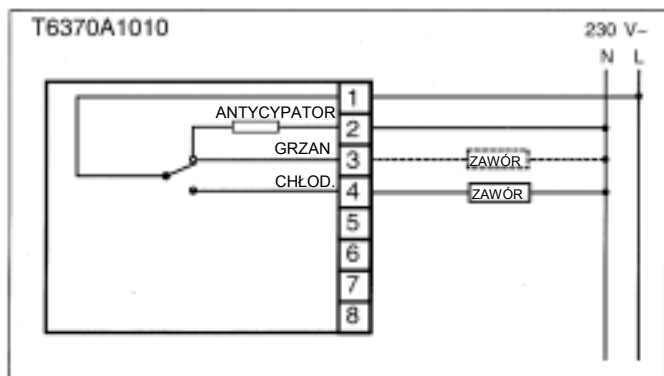 T6370A1010
230 V~
N L
1
ANTYCYPATOR
2
GRZAN
3
ZAWÓR
CHŁOD.
4
ZAWÓR
5
6
7
8